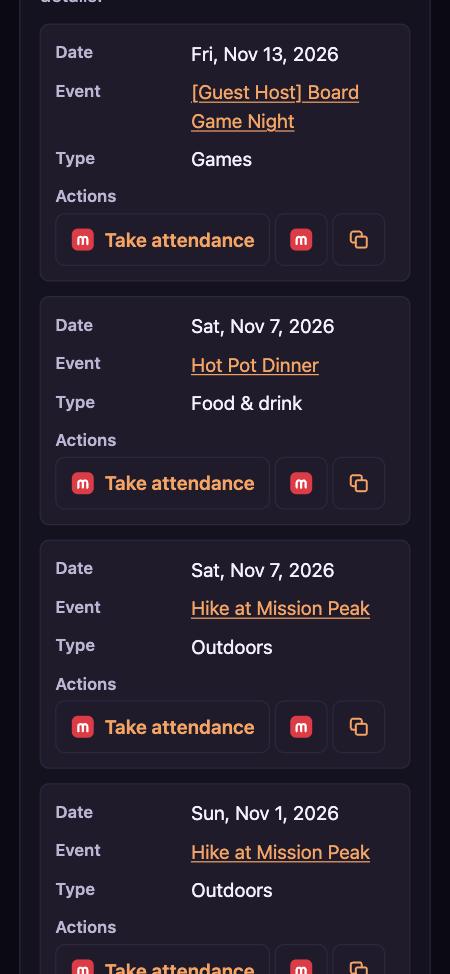 Date
Fri, Nov 13, 2026
Event
[Guest Host] Board
Game Night
Type
Games
Actions
Take attendance
Date
Sat, Nov 7, 2026
Event
Hot Pot Dinner
Type
Food & drink
Actions
Take attendance
Date
Sat, Nov 7, 2026
Event
Hike at Mission Peak
Type
Outdoors
Actions
Take attendance
Date
Sun, Nov 1, 2026
Event
Hike at Mission Peak
Type
Outdoors
Actions
Take attendance